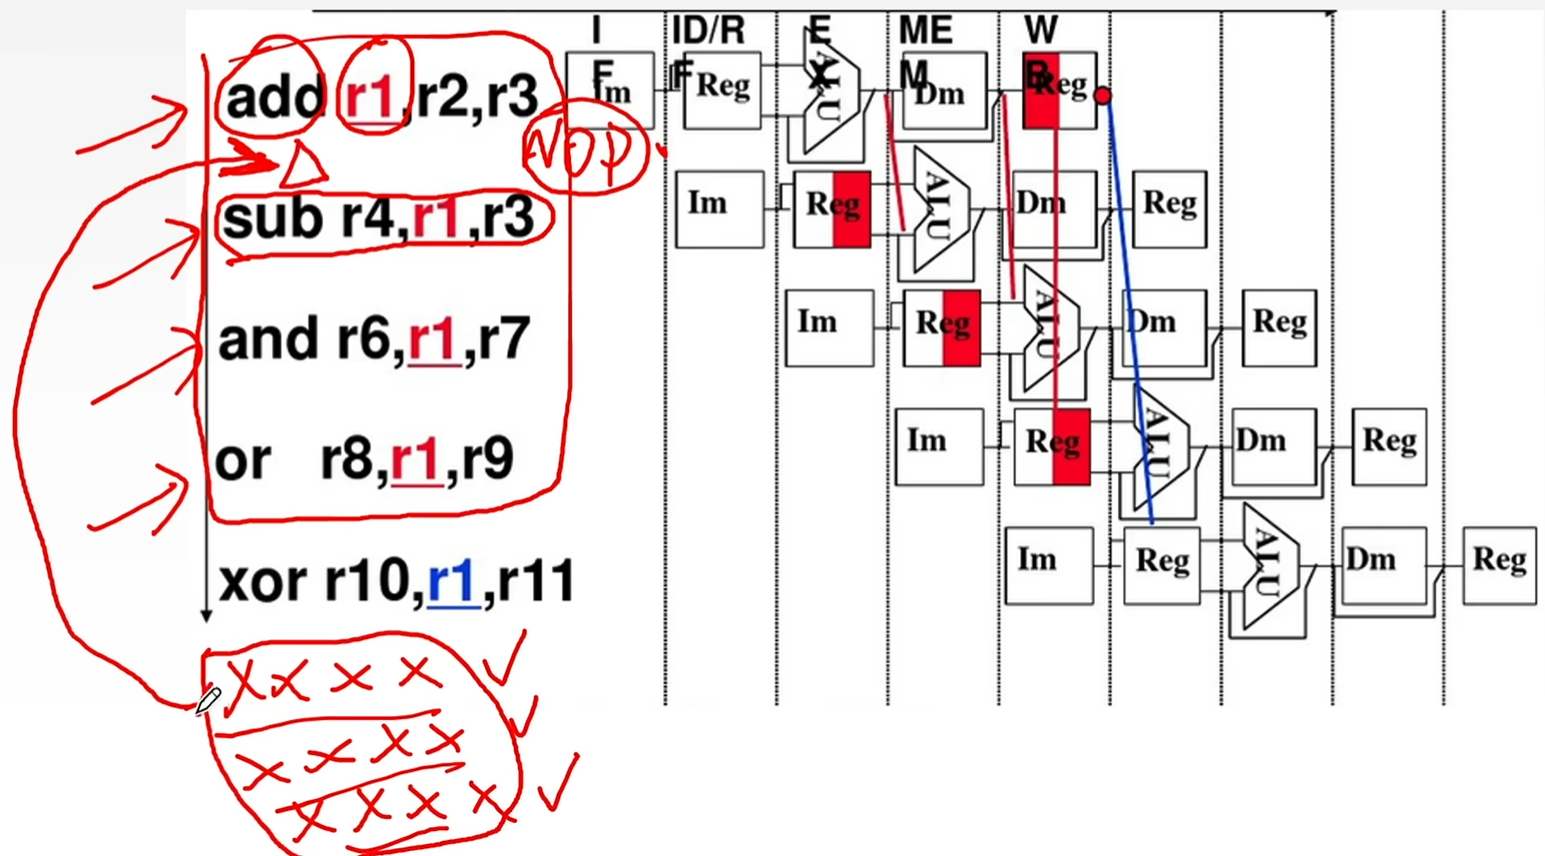 IF ID/RF EX MEM WB
add r1,r2,r3 Im Reg ALU Dm Reg
NOP
sub r4,r1,r3 Im Reg ALU Dm Reg
and r6,r1,r7 Im Reg ALU Dm Reg
or r8,r1,r9 Im Reg ALU Dm Reg
xor r10,r1,r11 Im Reg ALU Dm Reg
X X X X
X X X X
X X X X